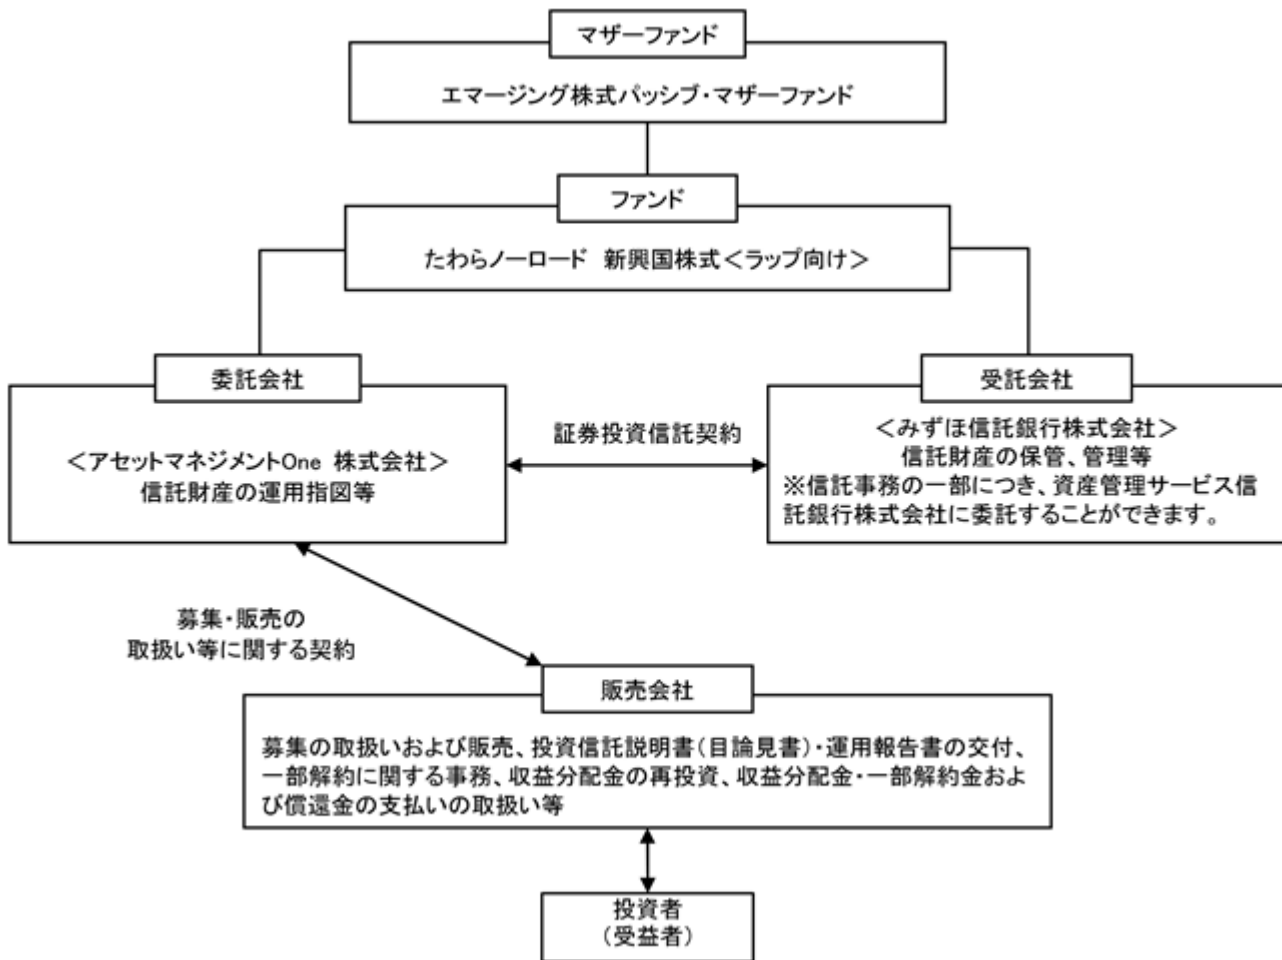 マザーファンド
エマージング株式パッシブ・マザーファンド
ファンド
たわらノーロード 新興国株式＜ラップ向け＞
委託会社
＜アセットマネジメントOne 株式会社＞
信託財産の運用指図等
証券投資信託契約
受託会社
＜みずほ信託銀行株式会社＞
信託財産の保管、管理等
※信託事務の一部につき、資産管理サービス信
託銀行株式会社に委託することができます。
募集・販売の
取扱い等に関する契約
販売会社
募集の取扱いおよび販売、投資信託説明書（目論見書）・運用報告書の交付、
一部解約に関する事務、収益分配金の再投資、収益分配金・一部解約金およ
び償還金の支払いの取扱い等
投資者
（受益者）